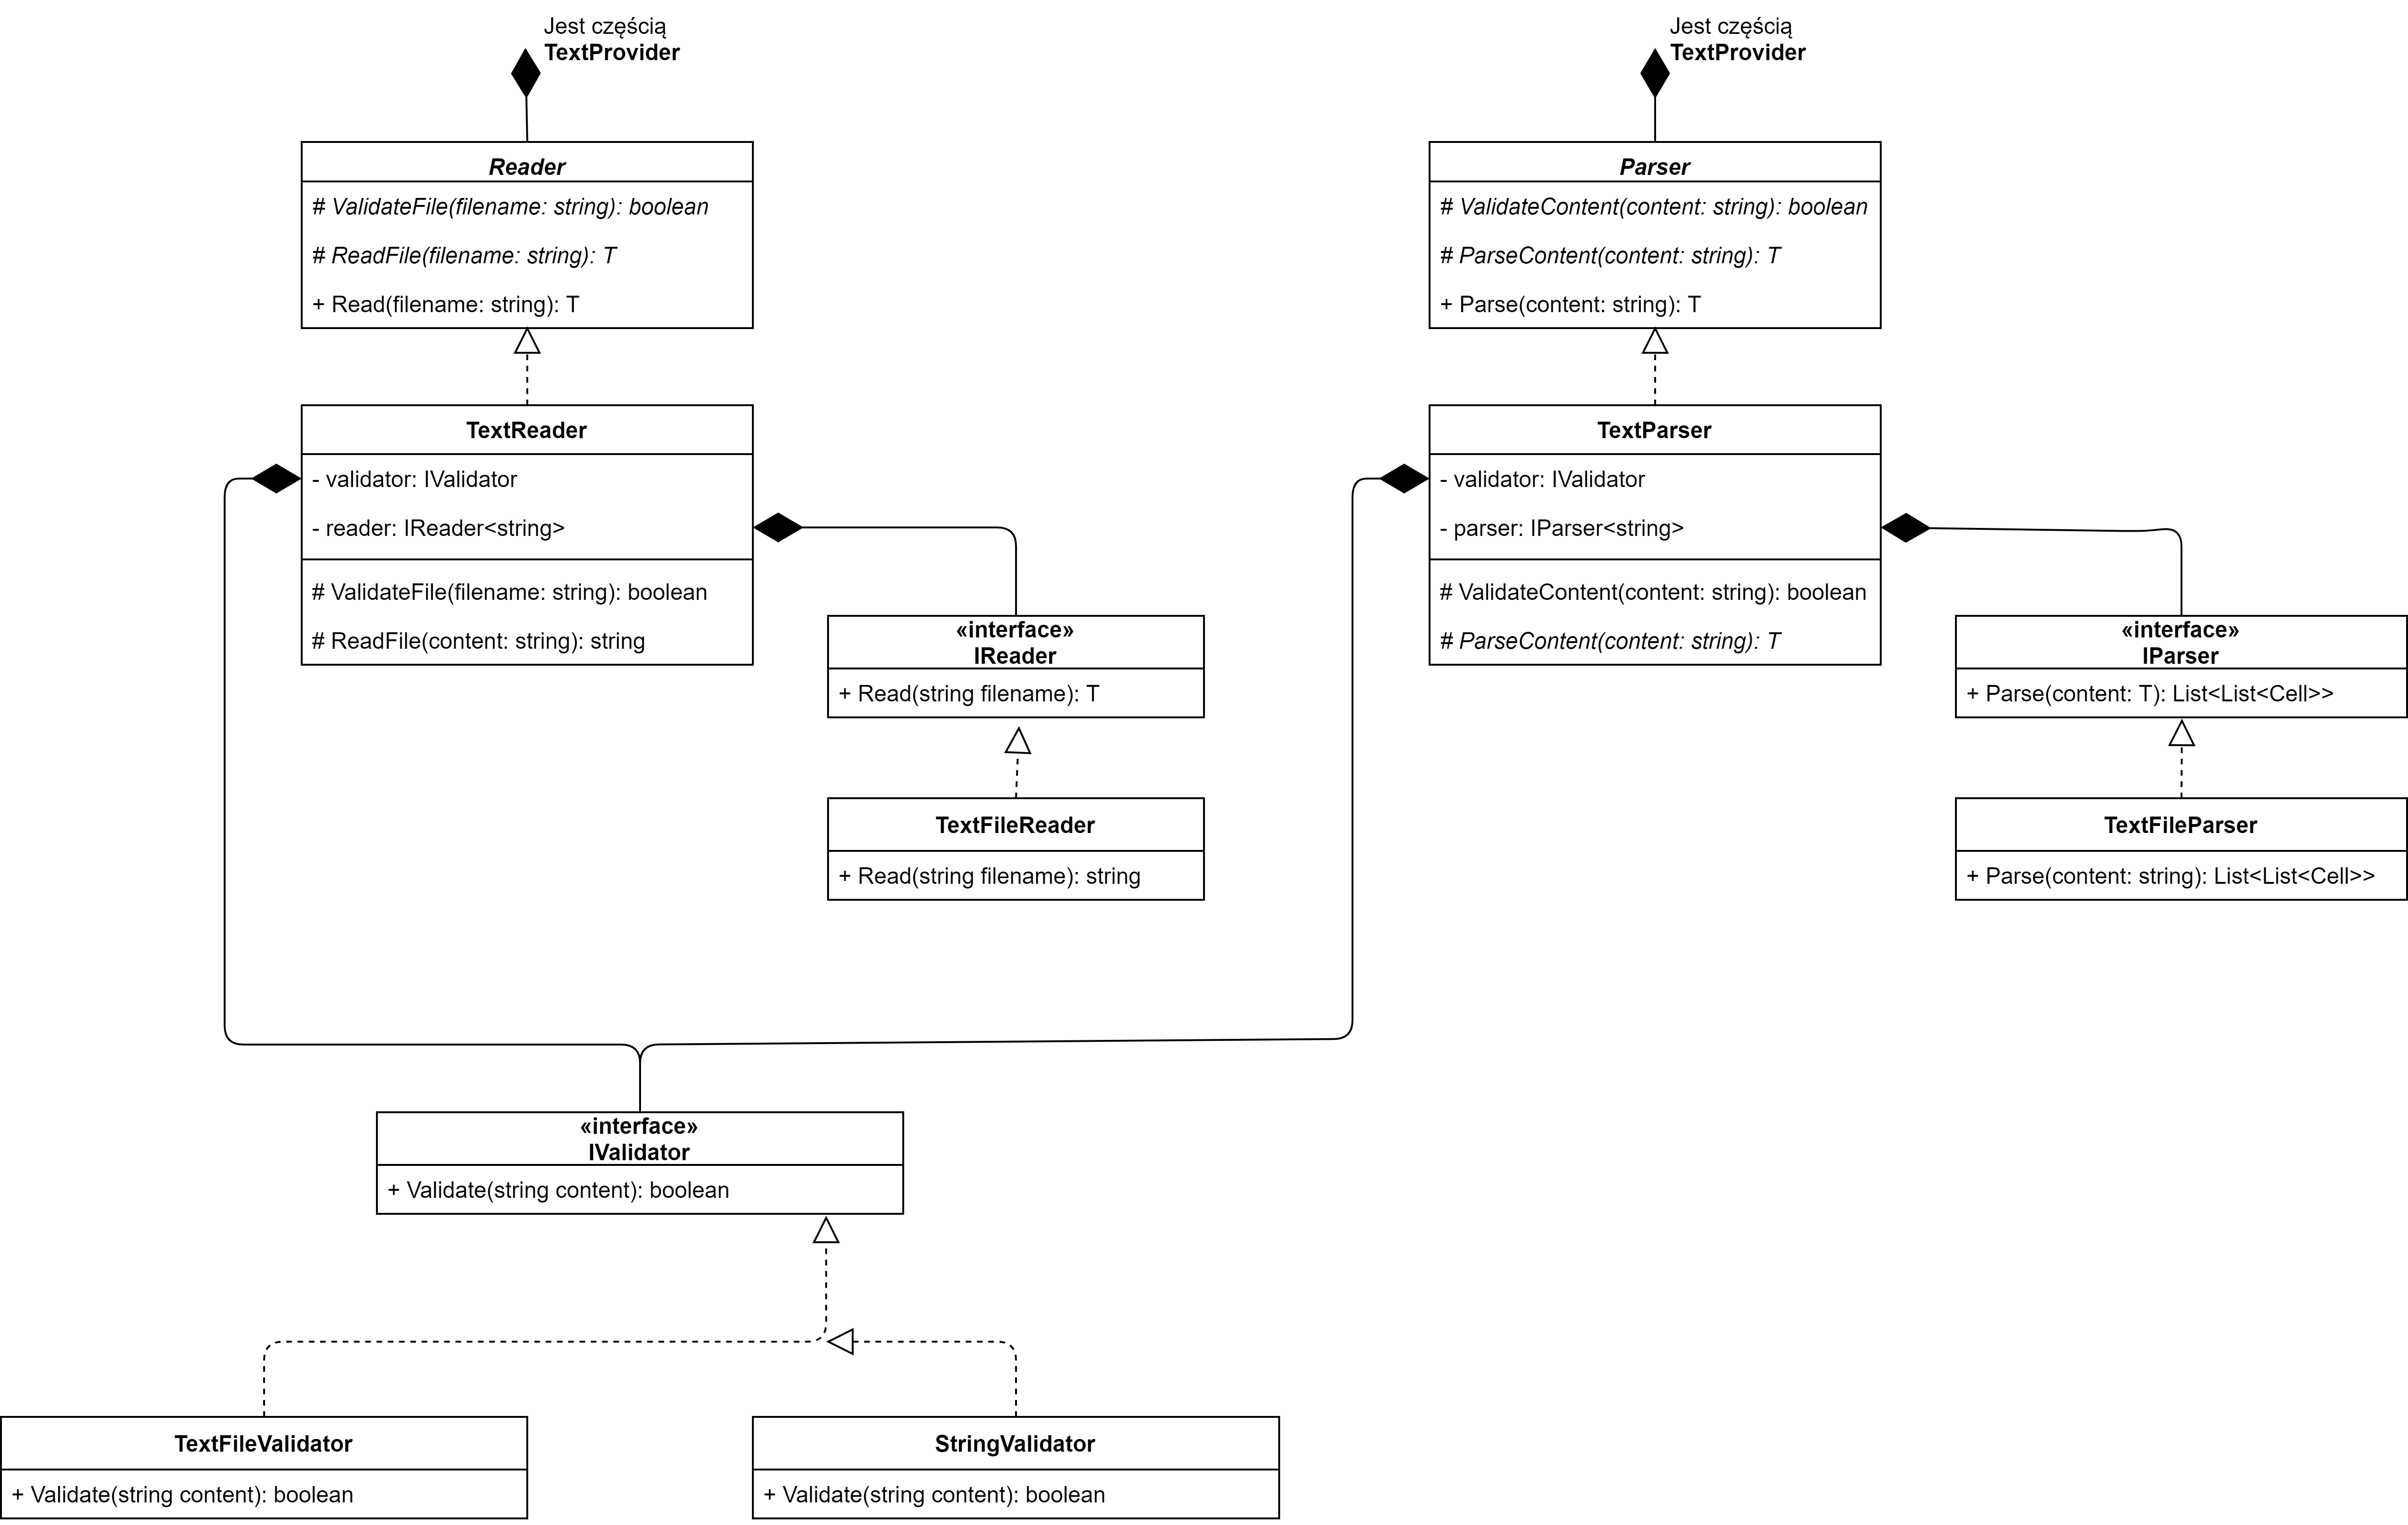 Jest częścią
TextProvider
Jest częścią
TextProvider
Reader
# ValidateFile(filename: string): boolean
# ReadFile(filename: string): T
+ Read(filename: string): T
Parser
# ValidateContent(content: string): boolean
# ParseContent(content: string): T
+ Parse(content: string): T
TextReader
- validator: IValidator
- reader: IReader<string>
# ValidateFile(filename: string): boolean
# ReadFile(content: string): string
TextParser
- validator: IValidator
- parser: IParser<string>
# ValidateContent(content: string): boolean
# ParseContent(content: string): T
«interface»
IReader
+ Read(string filename): T
«interface»
IParser
+ Parse(content: T): List<List<Cell>>
TextFileReader
+ Read(string filename): string
TextFileParser
+ Parse(content: string): List<List<Cell>>
«interface»
IValidator
+ Validate(string content): boolean
TextFileValidator
+ Validate(string content): boolean
StringValidator
+ Validate(string content): boolean